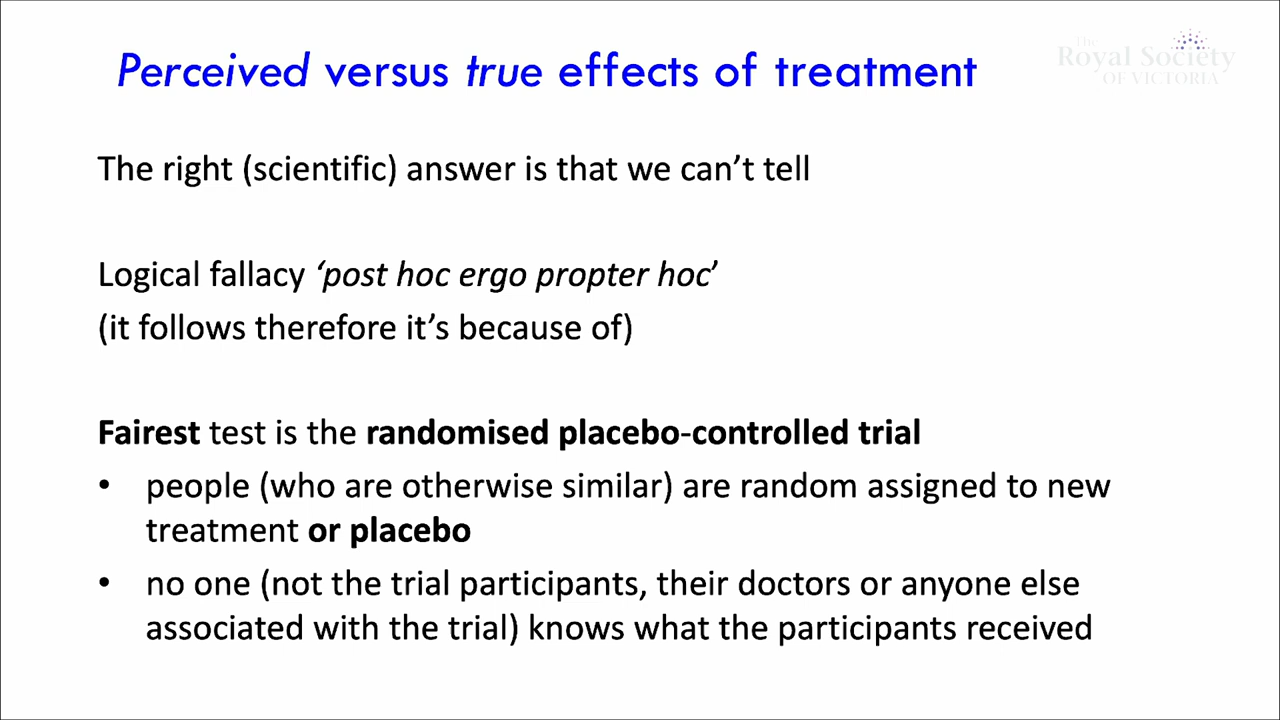 Perceived versus true effects of treatment
The
Royal Society
OF VICTORIA
The right (scientific) answer is that we can’t tell
Logical fallacy ‘post hoc ergo propter hoc’
(it follows therefore it’s because of)
Fairest test is the randomised placebo-controlled trial
• people (who are otherwise similar) are random assigned to new
treatment or placebo
• no one (not the trial participants, their doctors or anyone else
associated with the trial) knows what the participants received